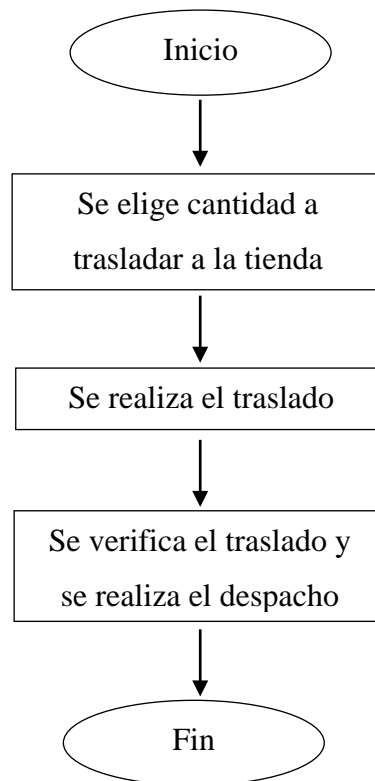 Inicio
Se elige cantidad a
trasladar a la tienda
Se realiza el traslado
Se verifica el traslado y
se realiza el despacho
Fin